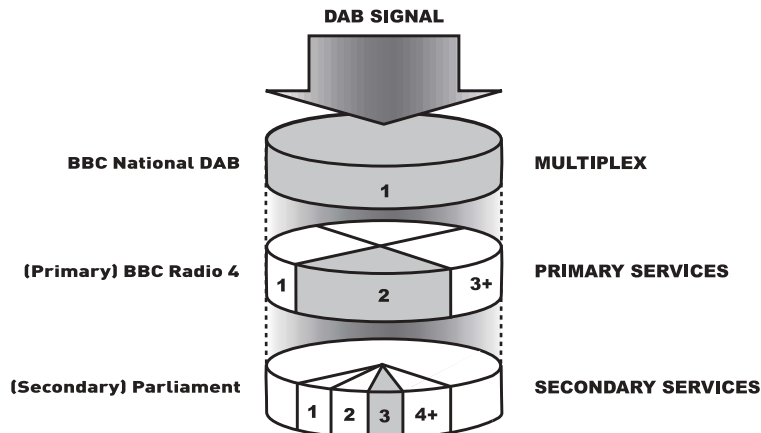 DAB SIGNAL
BBC National DAB
MULTIPLEX
1
(Primary) BBC Radio 4
1
2
3+
PRIMARY SERVICES
(Secondary) Parliament
1
2
3
4+
SECONDARY SERVICES